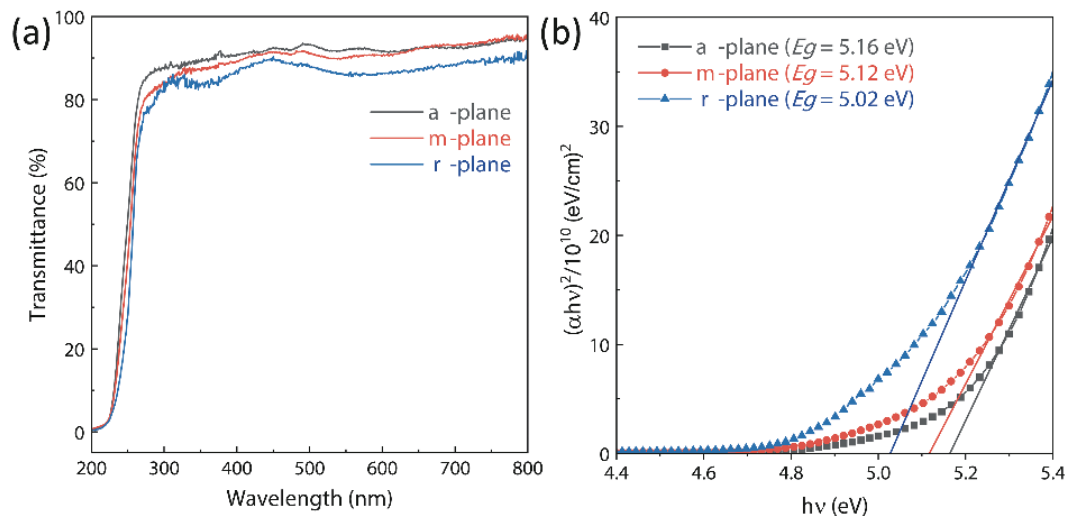 (a)
100
80
60
40
20
0
Transmittance (%)
a -plane
m-plane
r -plane
200 300 400 500 600 700 800
Wavelength (nm)
(b)
40
30
20
10
0
(αhν)²/10¹⁰ (eV/cm)²
a -plane (Eg = 5.16 eV)
m-plane (Eg = 5.12 eV)
r -plane (Eg = 5.02 eV)
4.4 4.6 4.8 5.0 5.2 5.4
hν (eV)